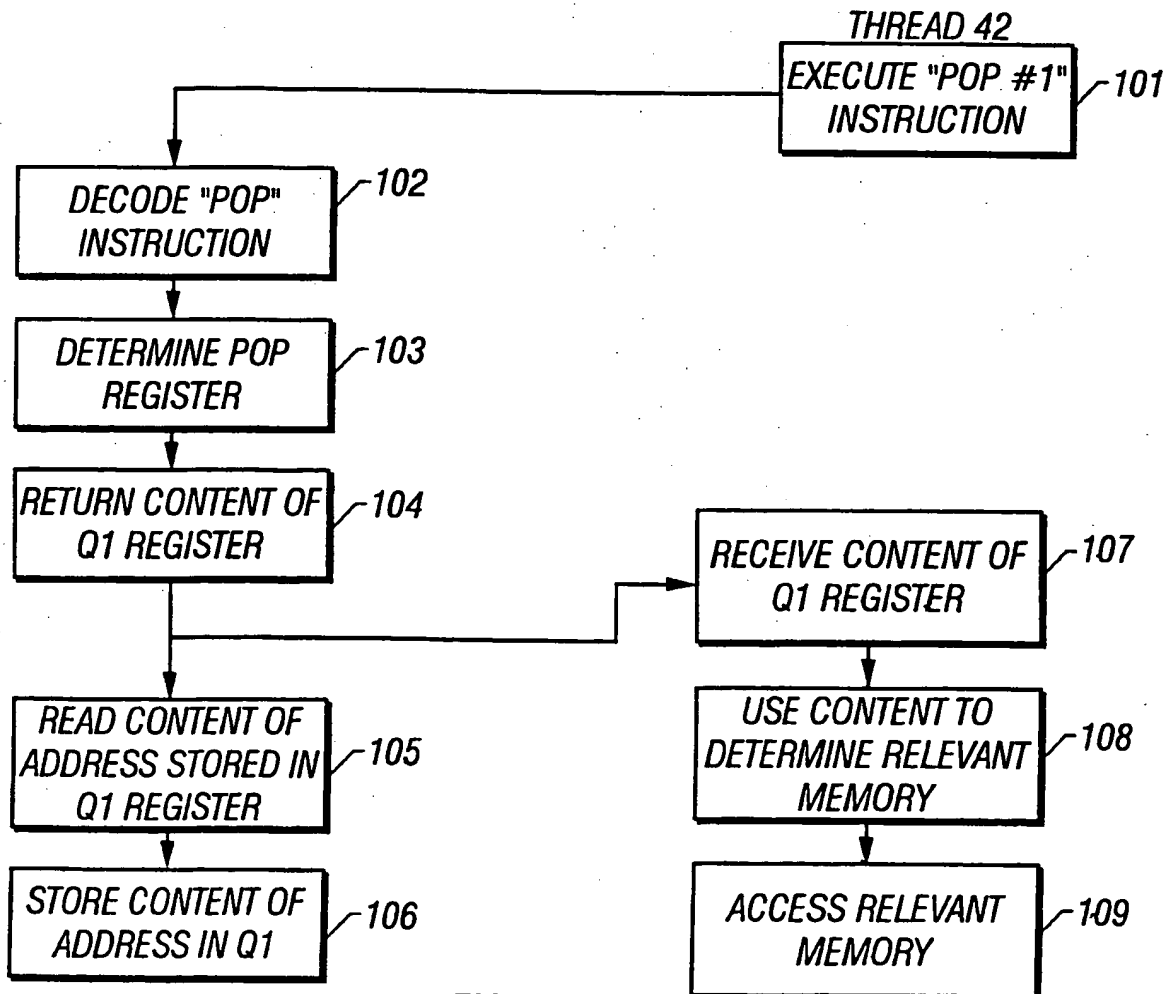 THREAD 42
EXECUTE "POP #1"
INSTRUCTION
101
DECODE "POP"
INSTRUCTION
102
DETERMINE POP
REGISTER
103
RETURN CONTENT OF
Q1 REGISTER
104
READ CONTENT OF
ADDRESS STORED IN
Q1 REGISTER
105
STORE CONTENT OF
ADDRESS IN Q1
106
RECEIVE CONTENT OF
Q1 REGISTER
107
USE CONTENT TO
DETERMINE RELEVANT
MEMORY
108
ACCESS RELEVANT
MEMORY
109